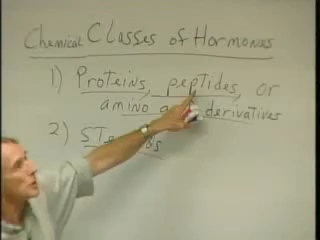 Chemical Classes of Hormones
1) Proteins, peptides, or
amino derivatives
2)